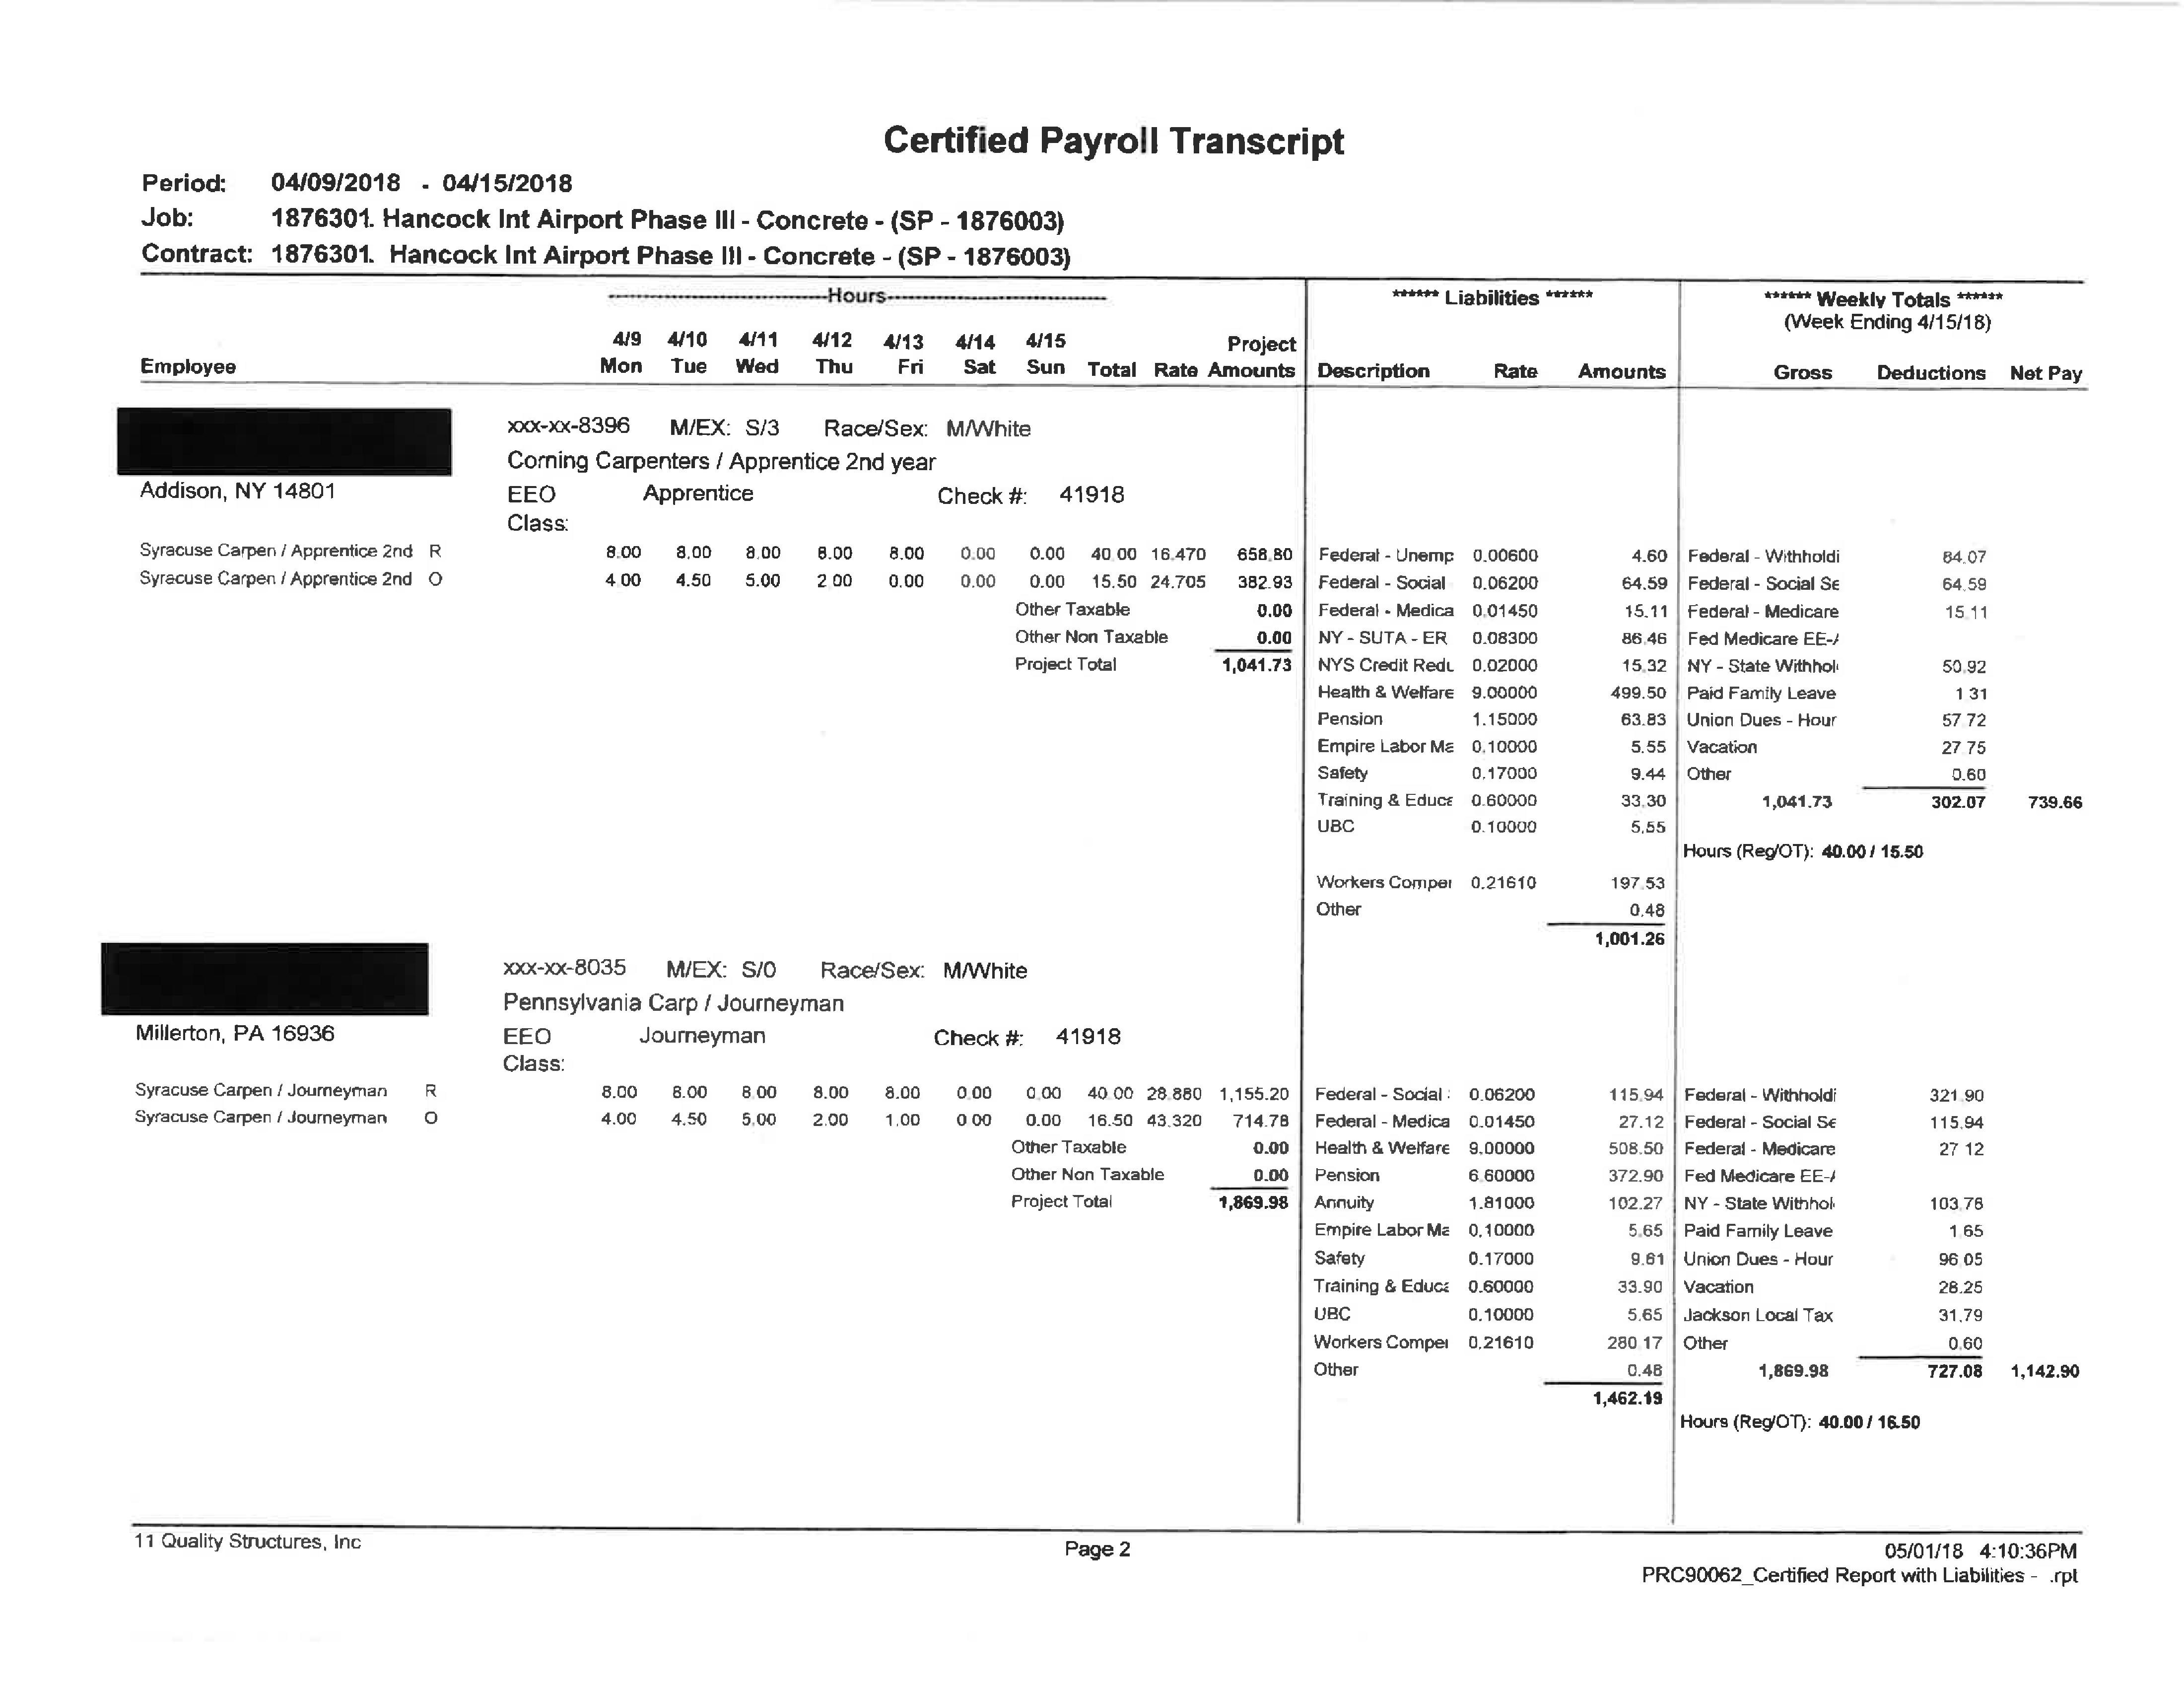 Certified Payroll Transcript
Period: 04/09/2018 - 04/15/2018
Job: 1876301. Hancock Int Airport Phase III - Concrete - (SP - 1876003)
Contract: 1876301. Hancock Int Airport Phase III - Concrete - (SP - 1876003)
Hours ****** Liabilities ****** ****** Weekly Totals ******
(Week Ending 4/15/18)
4/9 4/10 4/11 4/12 4/13 4/14 4/15 Project
Employee Mon Tue Wed Thu Fri Sat Sun Total Rate Amounts Description Rate Amounts Gross Deductions Net Pay
xxx-xx-8396 M/EX: S/3 Race/Sex: M/White
Corning Carpenters / Apprentice 2nd year
Addison, NY 14801 EEO Apprentice Check #: 41918
Class:
Syracuse Carpen / Apprentice 2nd R 8.00 8.00 8.00 8.00 8.00 0.00 0.00 40.00 16.470 658.80 Federal - Unemp 0.00600 4.60 Federal - Withholdi 84.07
Syracuse Carpen / Apprentice 2nd O 4.00 4.50 5.00 2.00 0.00 0.00 0.00 15.50 24.705 382.93 Federal - Social 0.06200 64.59 Federal - Social Se 64.59
Other Taxable 0.00 Federal - Medica 0.01450 15.11 Federal - Medicare 15.11
Other Non Taxable 0.00 NY - SUTA - ER 0.08300 86.46 Fed Medicare EE-A
Project Total 1,041.73 NYS Credit Redu 0.02000 15.32 NY - State Withhol 50.92
Health & Welfare 9.00000 499.50 Paid Family Leave 1.31
Pension 1.15000 63.83 Union Dues - Hour 57.72
Empire Labor Ma 0.10000 5.55 Vacation 27.75
Safety 0.17000 9.44 Other 0.60
Training & Educa 0.60000 33.30 1,041.73 302.07 739.66
UBC 0.10000 5.55
Hours (Reg/OT): 40.00 / 15.50
Workers Comper 0.21610 197.53
Other 0.48
1,001.26
xxx-xx-8035 M/EX: S/0 Race/Sex: M/White
Pennsylvania Carp / Journeyman
Millerton, PA 16936 EEO Journeyman Check #: 41918
Class:
Syracuse Carpen / Journeyman R 8.00 8.00 8.00 8.00 8.00 0.00 0.00 40.00 28.880 1,155.20 Federal - Social 0.06200 115.94 Federal - Withholdi 321.90
Syracuse Carpen / Journeyman O 4.00 4.50 5.00 2.00 1.00 0.00 0.00 16.50 43.320 714.78 Federal - Medica 0.01450 27.12 Federal - Social Se 115.94
Other Taxable 0.00 Health & Welfare 9.00000 508.50 Federal - Medicare 27.12
Other Non Taxable 0.00 Pension 6.60000 372.90 Fed Medicare EE-A
Project Total 1,869.98 Annuity 1.81000 102.27 NY - State Withhol 103.78
Empire Labor Ma 0.10000 5.65 Paid Family Leave 1.65
Safety 0.17000 9.61 Union Dues - Hour 96.05
Training & Educa 0.60000 33.90 Vacation 28.25
UBC 0.10000 5.65 Jackson Local Tax 31.79
Workers Comper 0.21610 280.17 Other 0.60
Other 0.48 1,869.98 727.08 1,142.90
1,462.19
Hours (Reg/OT): 40.00 / 16.50
11 Quality Structures, Inc Page 2 05/01/18 4:10:36PM
PRC90062_Certified Report with Liabilities - .rpt